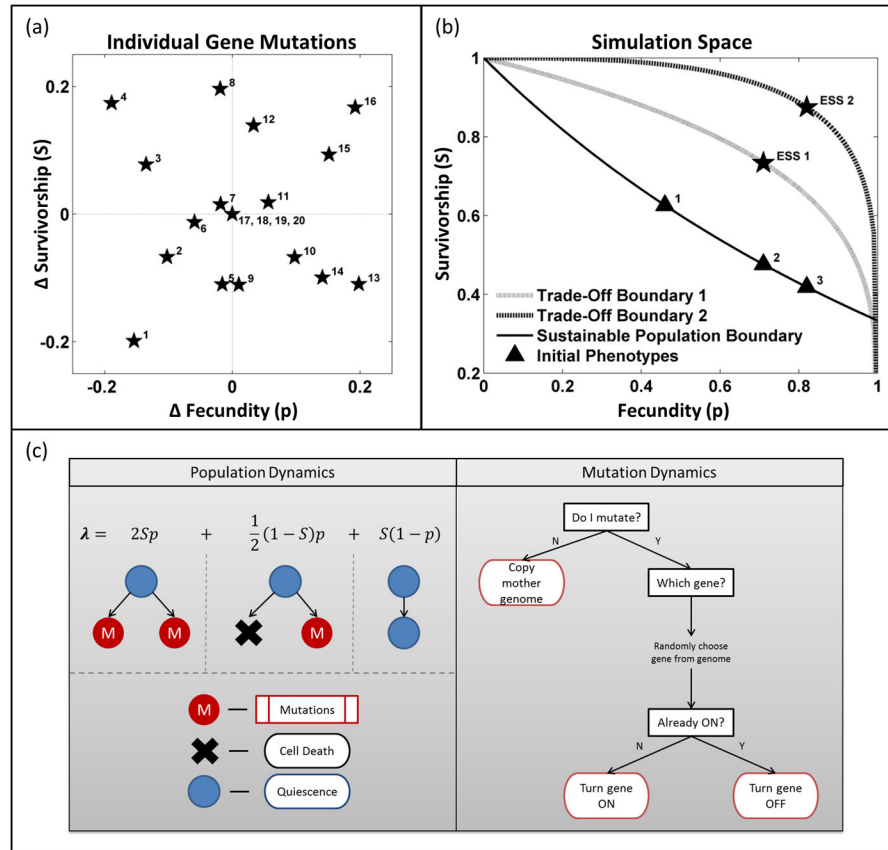 (a)
Individual Gene Mutations
0.2
0
-0.2
Δ Survivorship (S)
4
8
16
12
3
15
7
11
17, 18, 19, 20
6
2
10
5
9
14
13
1
-0.2
0
0.2
Δ Fecundity (p)
(b)
Simulation Space
1
0.8
0.6
0.4
0.2
Survivorship (S)
ESS 2
ESS 1
1
2
3
Trade-Off Boundary 1
Trade-Off Boundary 2
Sustainable Population Boundary
Initial Phenotypes
0
0.2
0.4
0.6
0.8
1
Fecundity (p)
(c)
Population Dynamics
λ = 2Sp + 1/2 (1 − S)p + S(1 − p)
M
M
M
M
Mutations
Cell Death
Quiescence
Mutation Dynamics
Do I mutate?
N
Y
Copy
mother
genome
Which gene?
Randomly choose
gene from genome
Already ON?
N
Y
Turn gene
ON
Turn gene
OFF